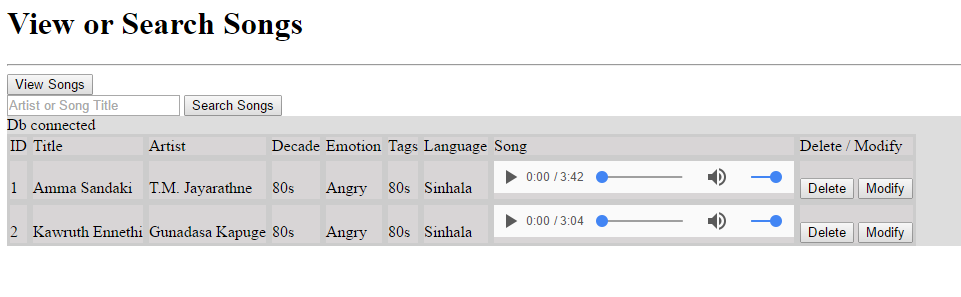 View or Search Songs
View Songs
Artist or Song Title Search Songs
Db connected
ID Title Artist Decade Emotion Tags Language Song Delete / Modify
1 Amma Sandaki T.M. Jayarathne 80s Angry 80s Sinhala 0:00 / 3:42 Delete Modify
2 Kawruth Ennethi Gunadasa Kapuge 80s Angry 80s Sinhala 0:00 / 3:04 Delete Modify